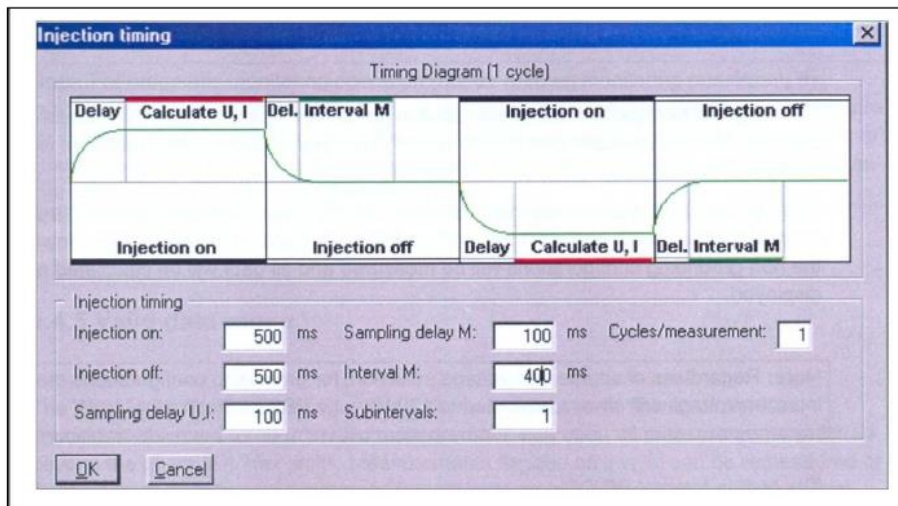 Injection timing
Timing Diagram (1 cycle)
Delay Calculate U, I Del. Interval M Injection on Injection off
Injection on Injection off Delay Calculate U, I Del. Interval M
Injection timing
Injection on: 500 ms Sampling delay M: 100 ms Cycles/measurement: 1
Injection off: 500 ms Interval M: 400 ms
Sampling delay U,I: 100 ms Subintervals: 1
OK Cancel